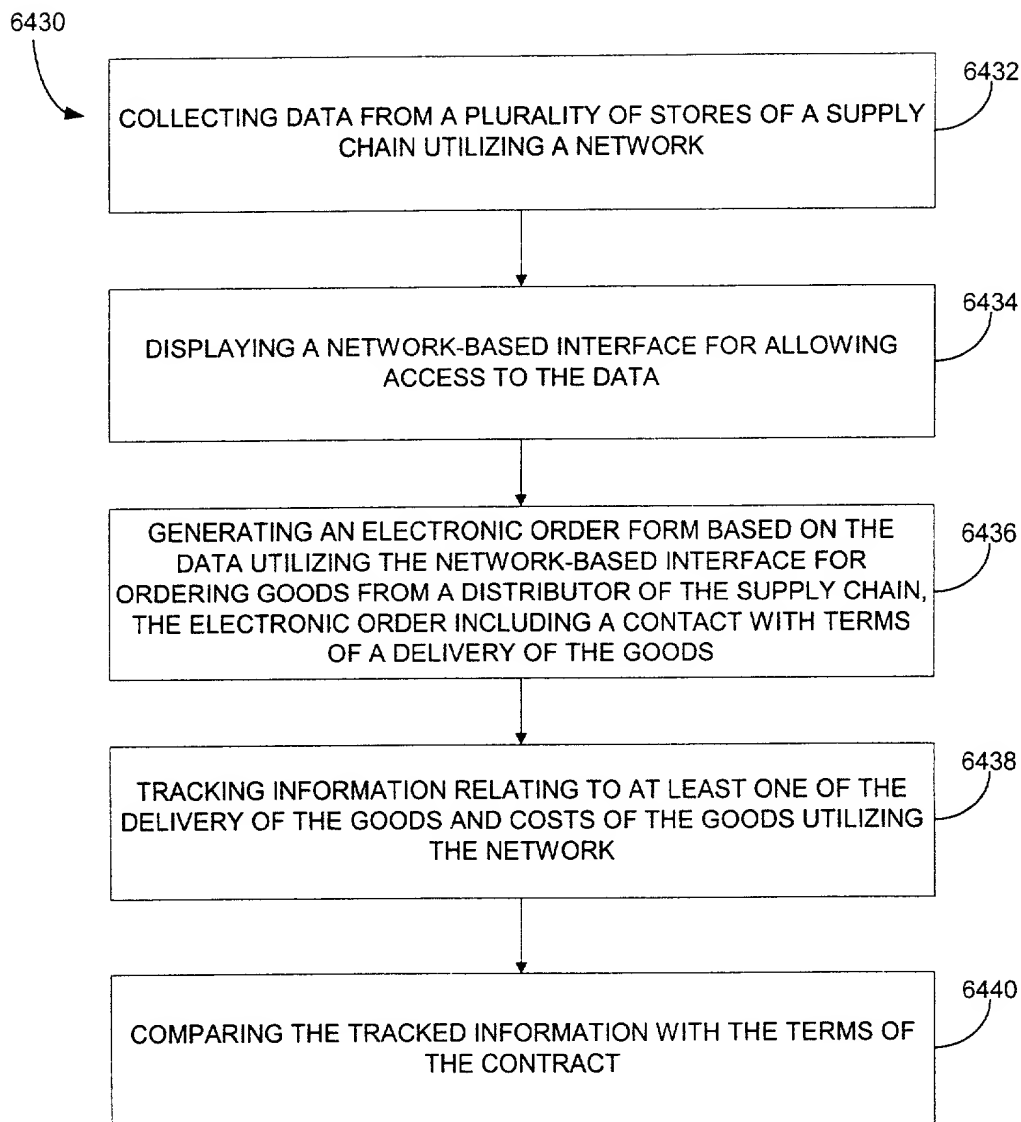 6430
6432
COLLECTING DATA FROM A PLURALITY OF STORES OF A SUPPLY
CHAIN UTILIZING A NETWORK
6434
DISPLAYING A NETWORK-BASED INTERFACE FOR ALLOWING
ACCESS TO THE DATA
6436
GENERATING AN ELECTRONIC ORDER FORM BASED ON THE
DATA UTILIZING THE NETWORK-BASED INTERFACE FOR
ORDERING GOODS FROM A DISTRIBUTOR OF THE SUPPLY CHAIN,
THE ELECTRONIC ORDER INCLUDING A CONTACT WITH TERMS
OF A DELIVERY OF THE GOODS
6438
TRACKING INFORMATION RELATING TO AT LEAST ONE OF THE
DELIVERY OF THE GOODS AND COSTS OF THE GOODS UTILIZING
THE NETWORK
6440
COMPARING THE TRACKED INFORMATION WITH THE TERMS OF
THE CONTRACT